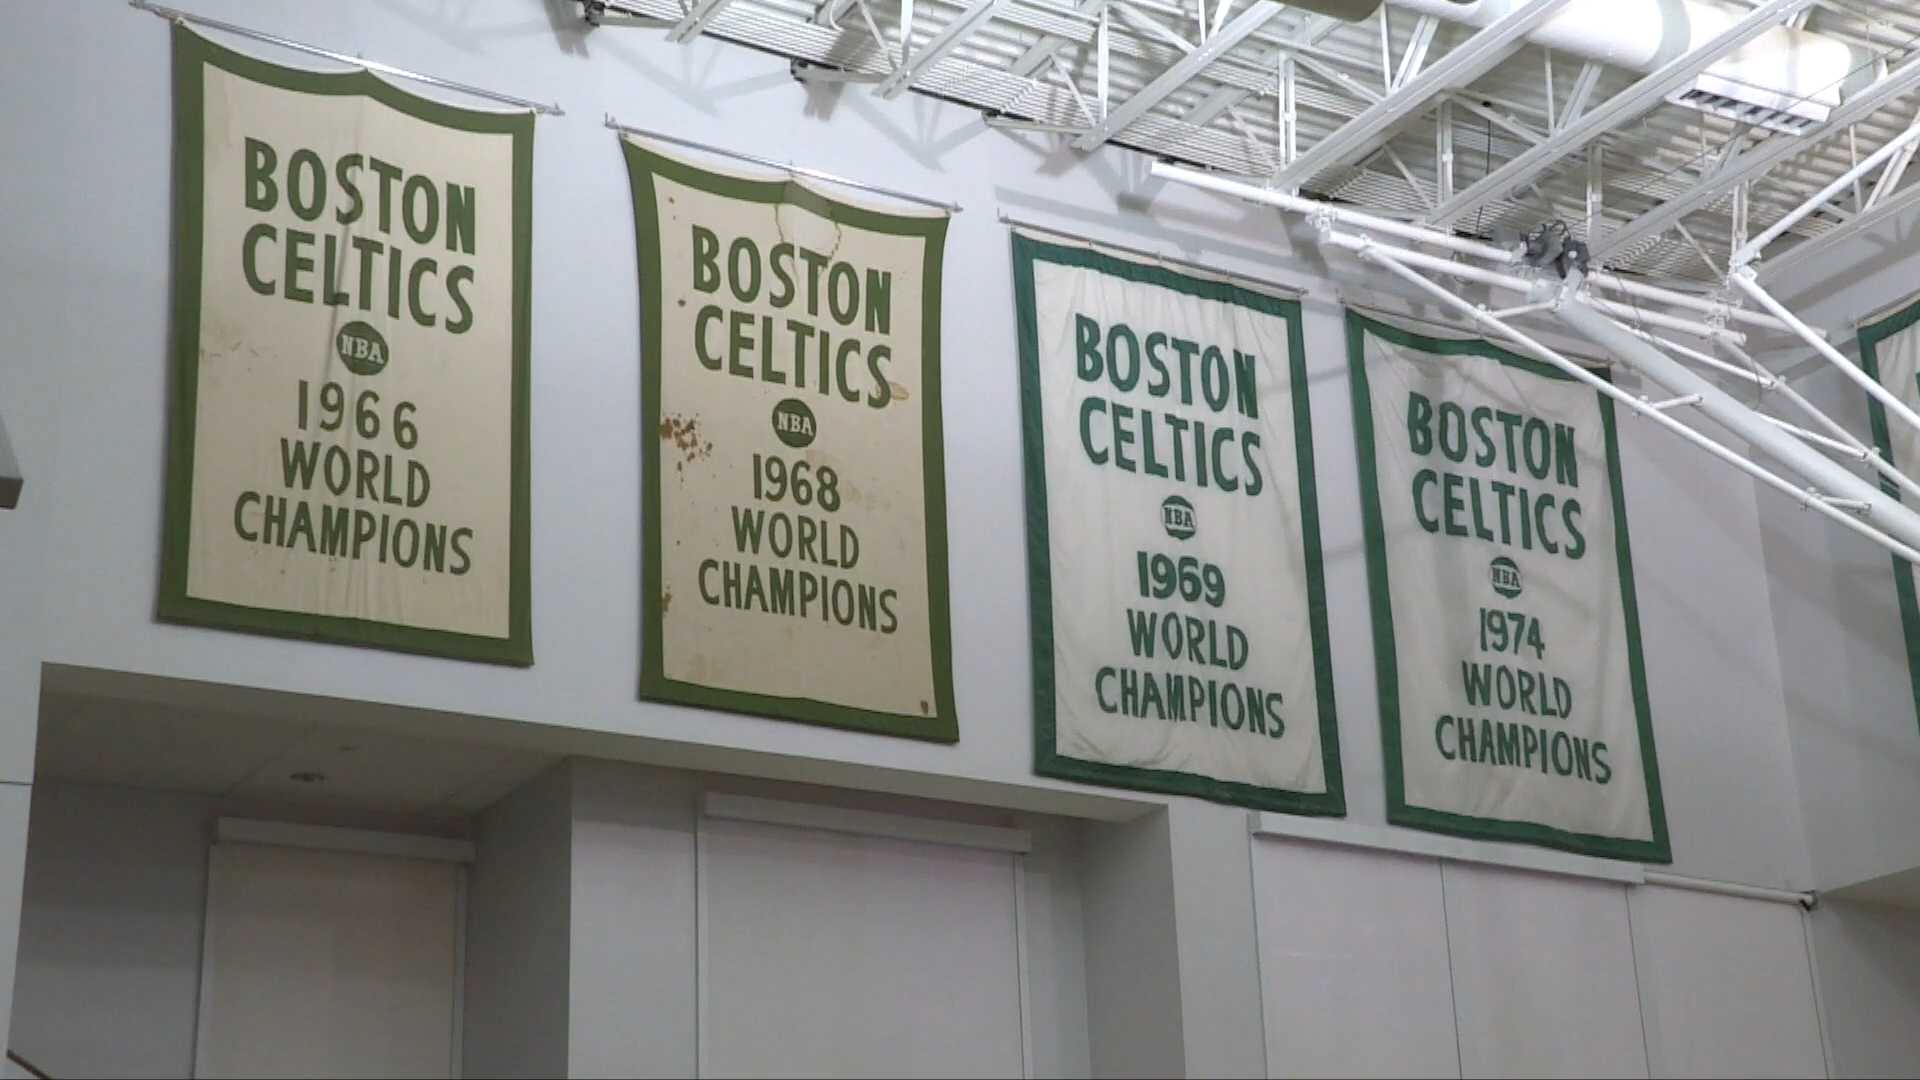 BOSTON
CELTICS
NBA
1966
WORLD
CHAMPIONS
BOSTON
CELTICS
NBA
1968
WORLD
CHAMPIONS
BOSTON
CELTICS
NBA
1969
WORLD
CHAMPIONS
BOSTON
CELTICS
NBA
1974
WORLD
CHAMPIONS